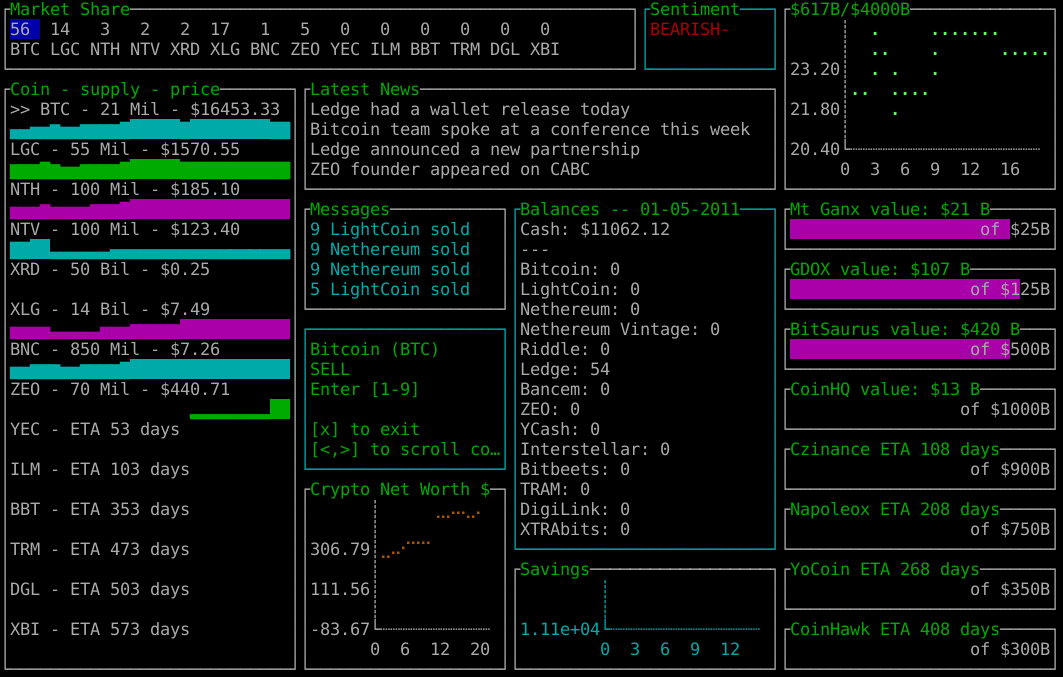 Market Share
56 14 3 2 2 17 1 5 0 0 0 0 0 0
BTC LGC NTH NTV XRD XLG BNC ZEO YEC ILM BBT TRM DGL XBI
Sentiment
BEARISH-
$617B/$4000B
23.20
21.80
20.40
0 3 6 9 12 16
Coin - supply - price
>> BTC - 21 Mil - $16453.33
LGC - 55 Mil - $1570.55
NTH - 100 Mil - $185.10
NTV - 100 Mil - $123.40
XRD - 50 Bil - $0.25
XLG - 14 Bil - $7.49
BNC - 850 Mil - $7.26
ZEO - 70 Mil - $440.71
YEC - ETA 53 days
ILM - ETA 103 days
BBT - ETA 353 days
TRM - ETA 473 days
DGL - ETA 503 days
XBI - ETA 573 days
Latest News
Ledge had a wallet release today
Bitcoin team spoke at a conference this week
Ledge announced a new partnership
ZEO founder appeared on CABC
Messages
9 LightCoin sold
9 Nethereum sold
9 Nethereum sold
5 LightCoin sold
Bitcoin (BTC)
SELL
Enter [1-9]
[x] to exit
[<,>] to scroll co…
Crypto Net Worth $
306.79
111.56
-83.67
0 6 12 20
Balances -- 01-05-2011
Cash: $11062.12
---
Bitcoin: 0
LightCoin: 0
Nethereum: 0
Nethereum Vintage: 0
Riddle: 0
Ledge: 54
Bancem: 0
ZEO: 0
YCash: 0
Interstellar: 0
Bitbeets: 0
TRAM: 0
DigiLink: 0
XTRAbits: 0
Savings
1.11e+04
0 3 6 9 12
Mt Ganx value: $21 B
of $25B
GDOX value: $107 B
of $125B
BitSaurus value: $420 B
of $500B
CoinHQ value: $13 B
of $1000B
Czinance ETA 108 days
of $900B
Napoleox ETA 208 days
of $750B
YoCoin ETA 268 days
of $350B
CoinHawk ETA 408 days
of $300B